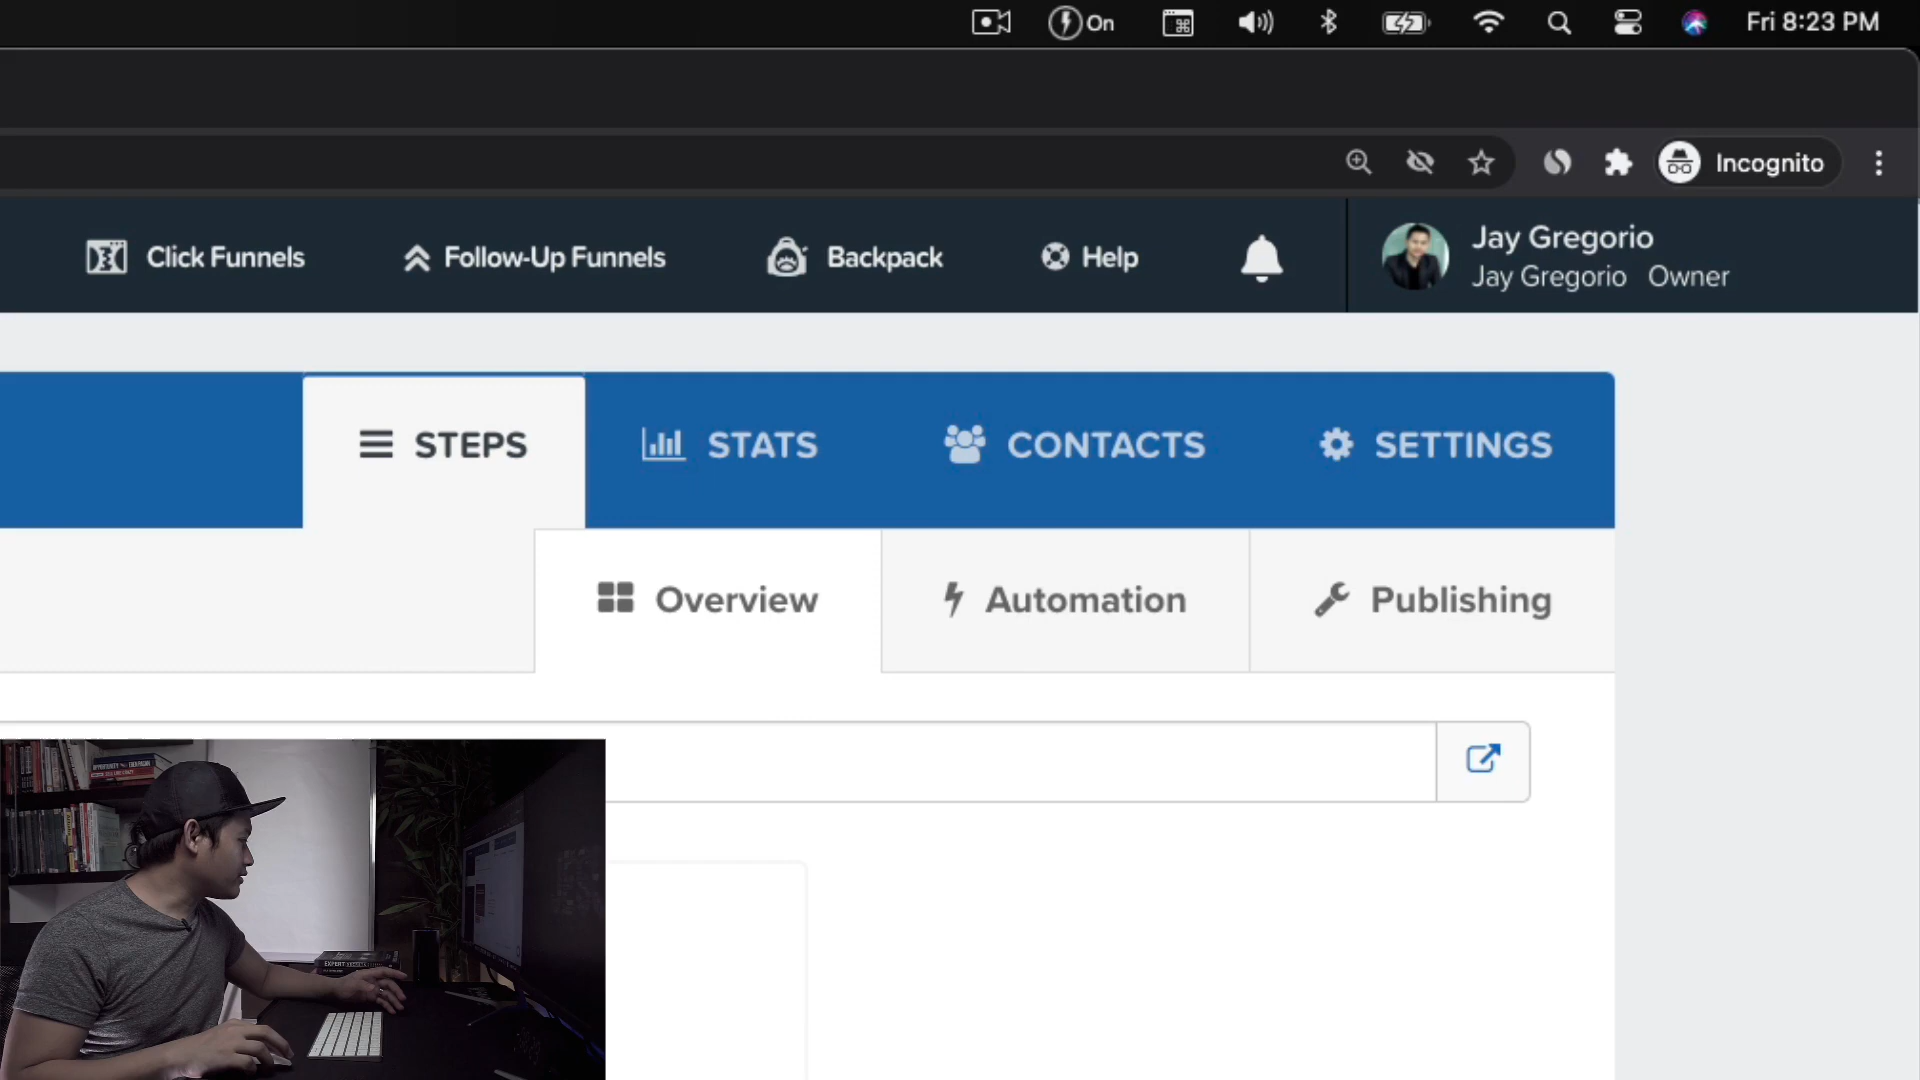 On
Fri 8:23 PM
Incognito
Click Funnels
Follow-Up Funnels
Backpack
Help
Jay Gregorio
Jay Gregorio Owner
STEPS
STATS
CONTACTS
SETTINGS
Overview
Automation
Publishing
EXPERT